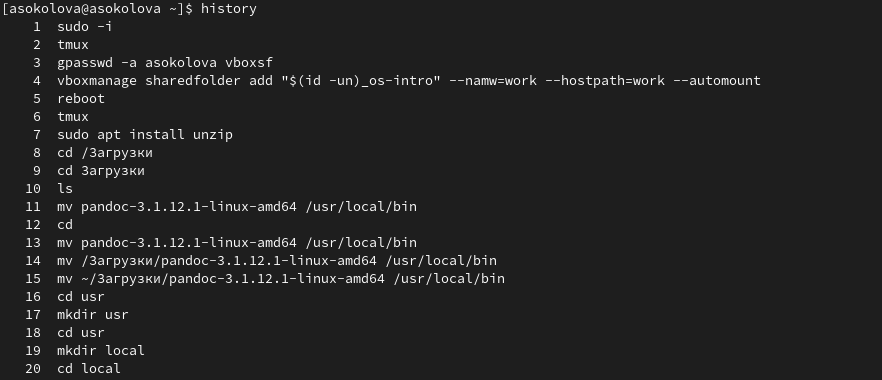 [asokolova@asokolova ~]$ history
1 sudo -i
2 tmux
3 gpasswd -a asokolova vboxsf
4 vboxmanage sharedfolder add "$(id -un)_os-intro" --namw=work --hostpath=work --automount
5 reboot
6 tmux
7 sudo apt install unzip
8 cd /Загрузки
9 cd Загрузки
10 ls
11 mv pandoc-3.1.12.1-linux-amd64 /usr/local/bin
12 cd
13 mv pandoc-3.1.12.1-linux-amd64 /usr/local/bin
14 mv /Загрузки/pandoc-3.1.12.1-linux-amd64 /usr/local/bin
15 mv ~/Загрузки/pandoc-3.1.12.1-linux-amd64 /usr/local/bin
16 cd usr
17 mkdir usr
18 cd usr
19 mkdir local
20 cd local